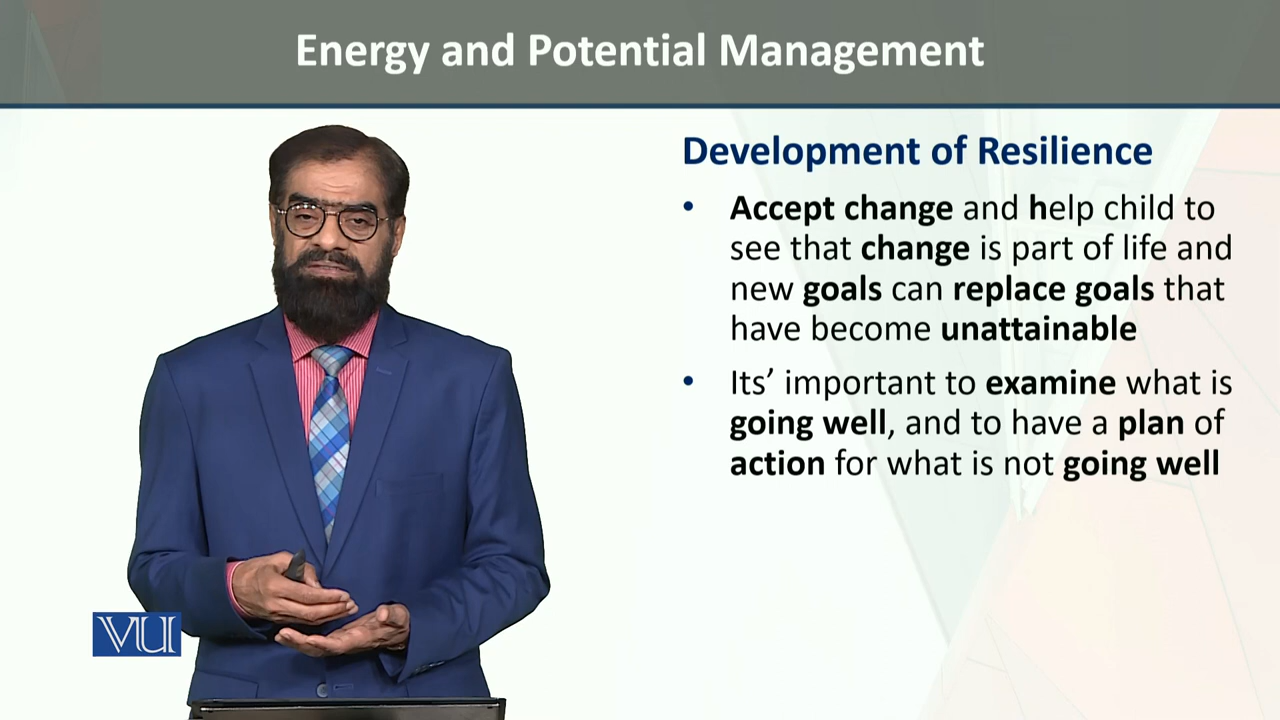 Energy and Potential Management
Development of Resilience
• Accept change and help child to
see that change is part of life and
new goals can replace goals that
have become unattainable
• Its’ important to examine what is
going well, and to have a plan of
action for what is not going well
VU